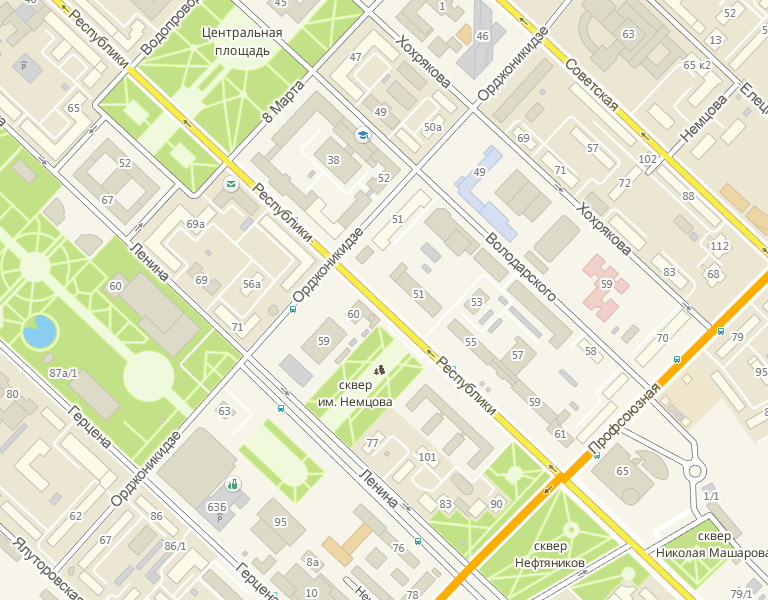 Республики
Водопровод
45
Центральная
площадь
1
46
Орджоникидзе
63
52
13
Хохрякова
47
65 к2
Советская
65
8 Марта
49
50а
69
57
Немцова
Елец
52
38
102
67
52
49
71
72
88
Республики
69а
51
Хохрякова
112
Ленина
Орджоникидзе
Володарского
69
56а
51
59
83
68
60
53
71
60
70
79
59
55
57
58
87а/1
сквер
им. Немцова
Республики
95
80
63
59
Профсоюзная
Герцена
77
61
101
65
Орджоникидзе
Ленина
63Б
83
90
1/1
62
67
86
95
86/1
76
сквер
Нефтяников
сквер
Николая Машарова
Ялуторовская
8а
Герцена
10
Не
78
79/1